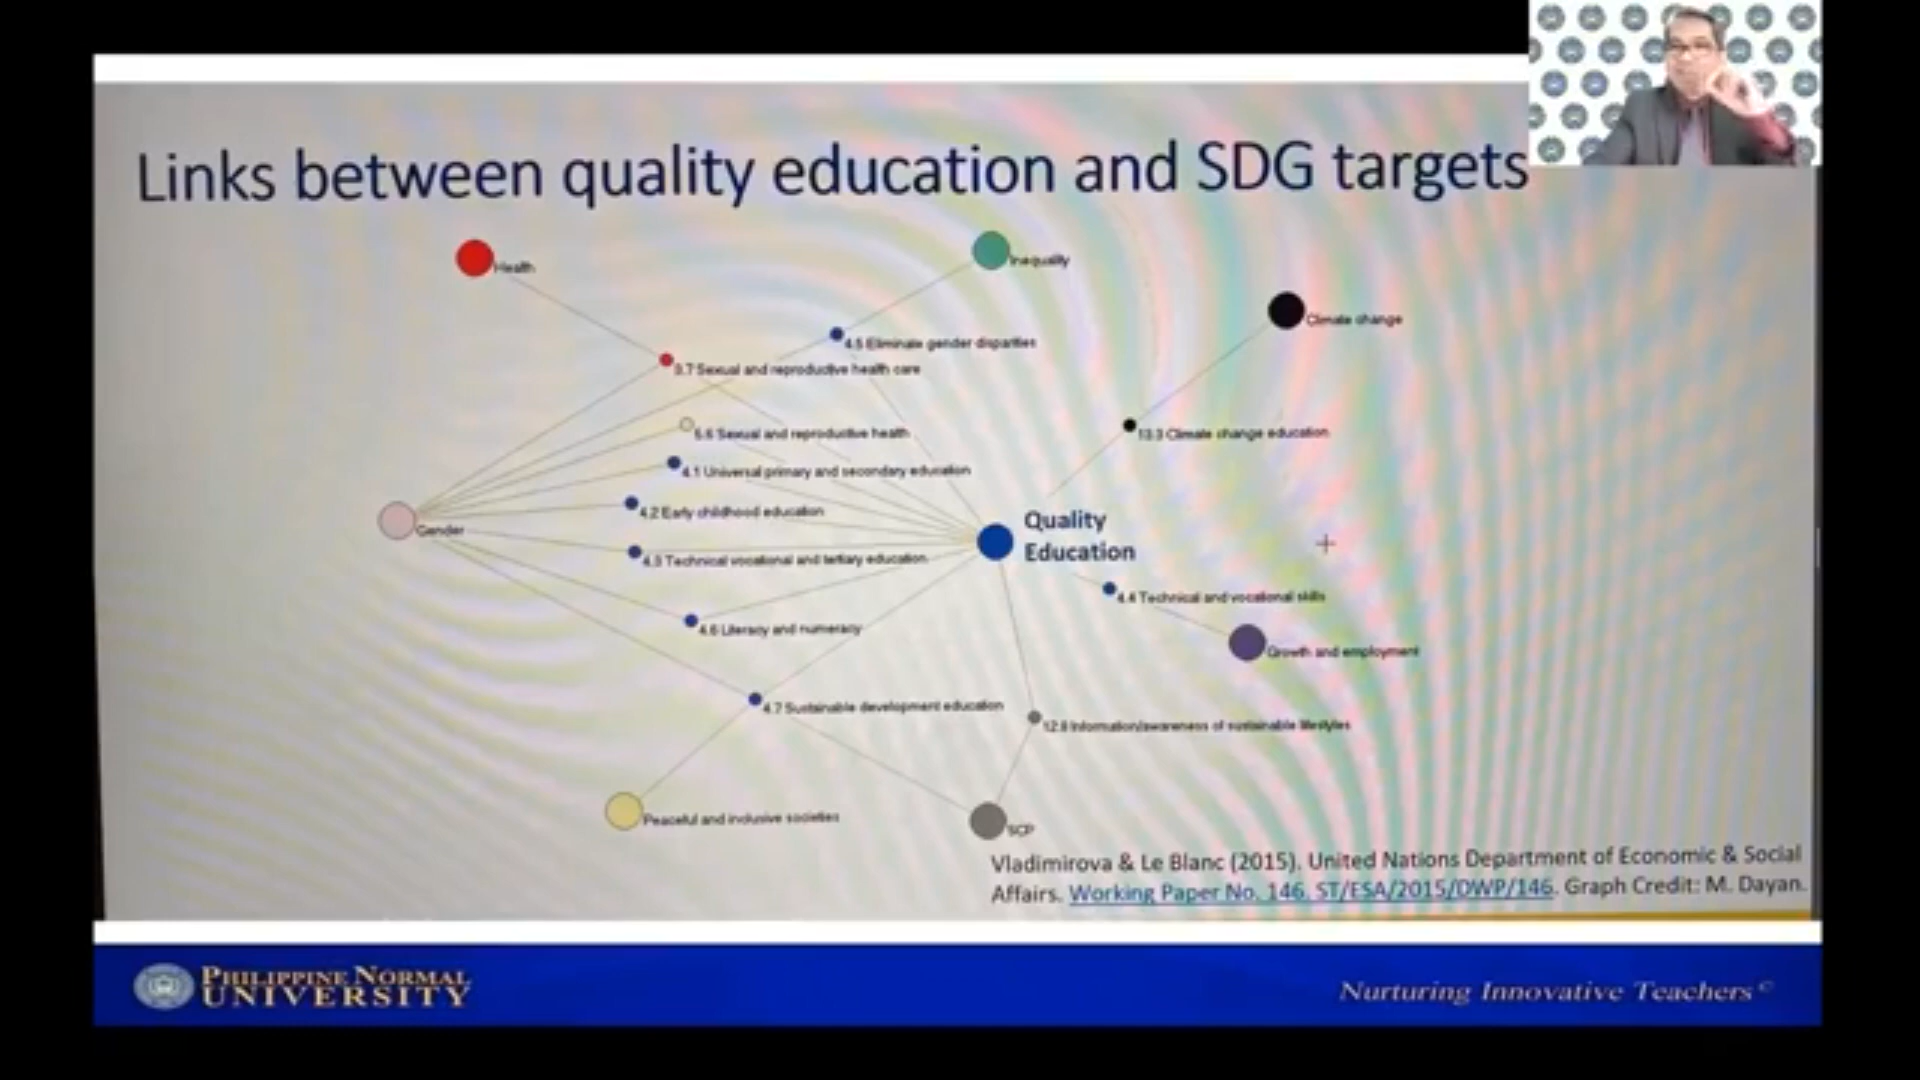 Links between quality education and SDG targets
Health
Inequality
Climate change
4.5 Eliminate gender disparities
3.7 Sexual and reproductive health care
5.6 Sexual and reproductive health
13.3 Climate change education
4.1 Universal primary and secondary education
4.2 Early childhood education
Gender
Quality
Education
4.3 Technical vocational and tertiary education
4.4 Technical and vocational skills
4.6 Literacy and numeracy
Growth and employment
4.7 Sustainable development education
12.8 Information/awareness of sustainable lifestyles
Peaceful and inclusive societies
SCP
Vladimirova & Le Blanc (2015). United Nations Department of Economic & Social
Affairs. Working Paper No. 146. ST/ESA/2015/DWP/146. Graph Credit: M. Dayan.
PHILIPPINE NORMAL
UNIVERSITY
Nurturing Innovative Teachers©